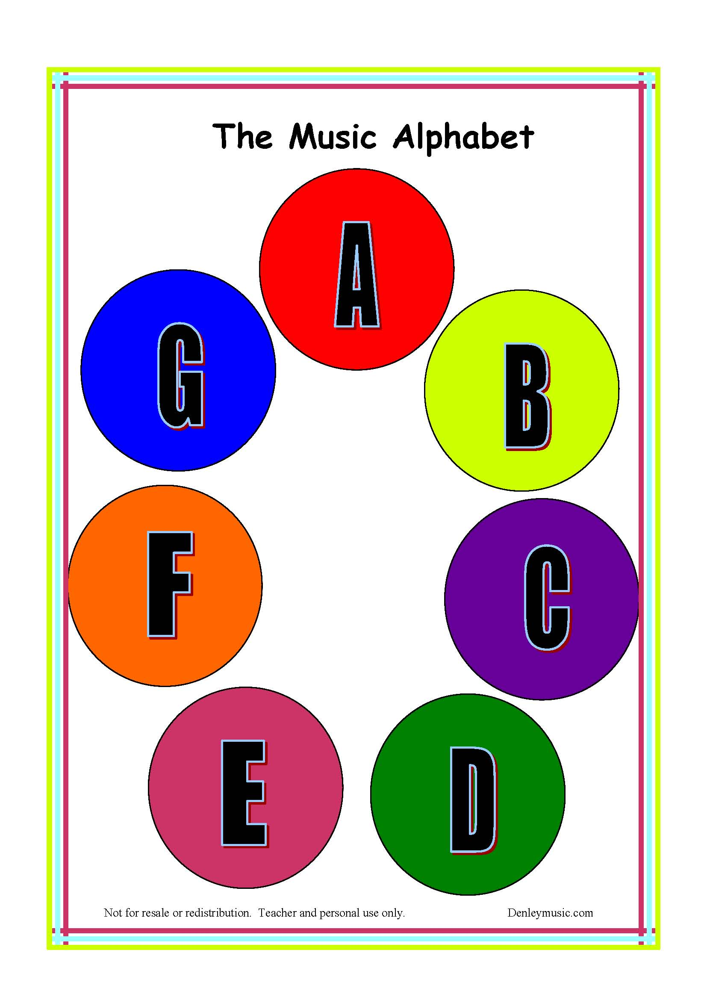 The Music Alphabet
A
B
C
D
E
F
G
Not for resale or redistribution.  Teacher and personal use only.
Denleymusic.com